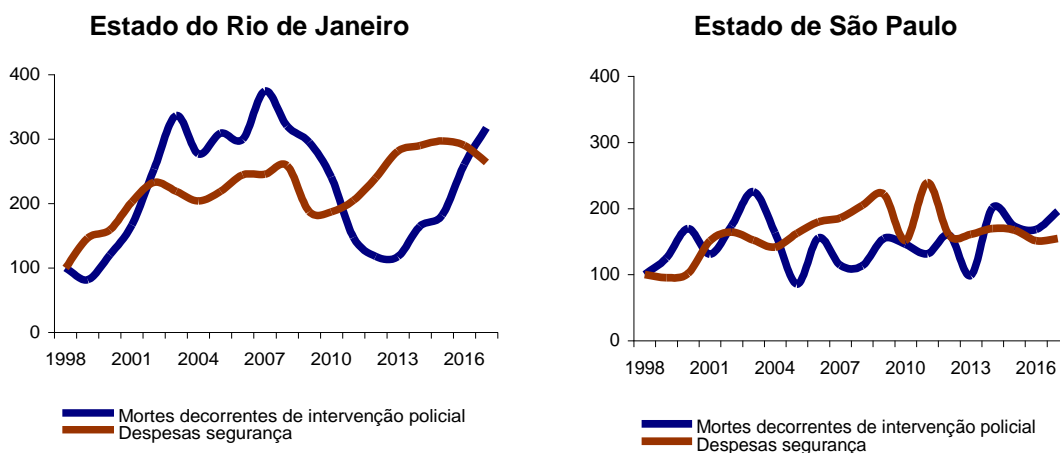 Estado do Rio de Janeiro
400
300
200
100
0
1998 2001 2004 2007 2010 2013 2016
Mortes decorrentes de intervenção policial
Despesas segurança
Estado de São Paulo
400
300
200
100
0
1998 2001 2004 2007 2010 2013 2016
Mortes decorrentes de intervenção policial
Despesas segurança